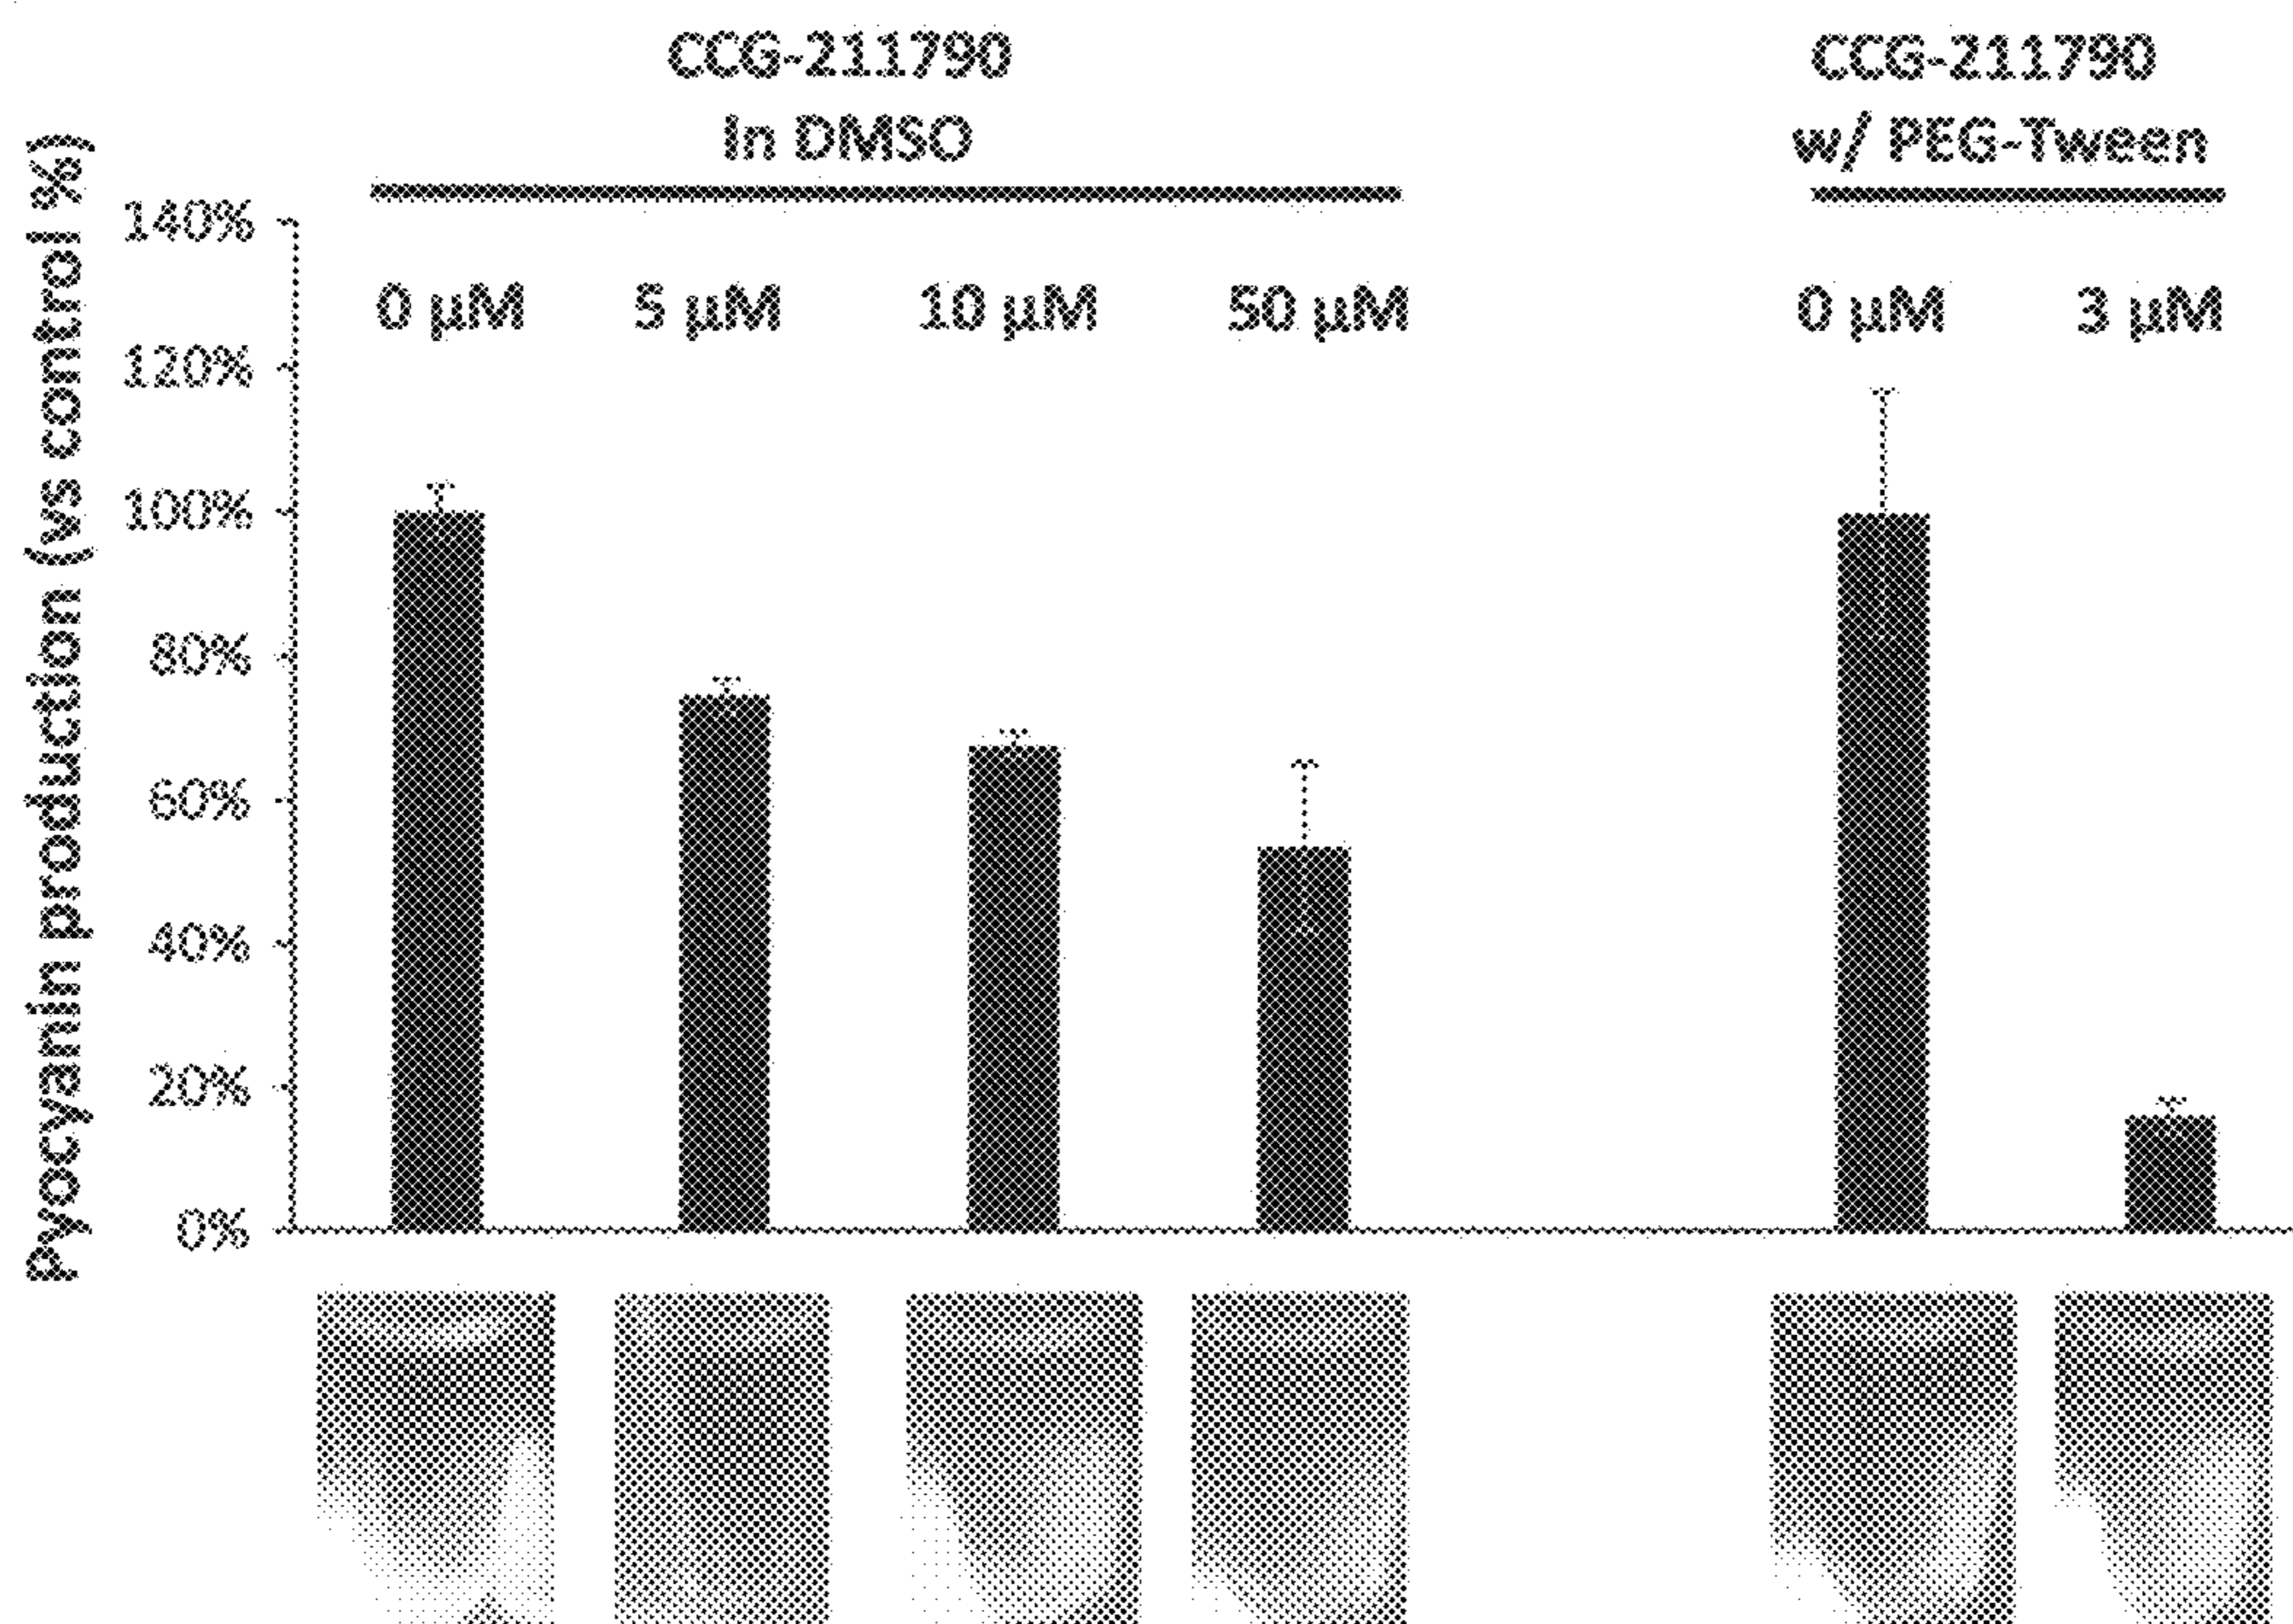 CCG-211790
In DMSO
CCG-211790
w/ PEG-Tween
Pyocyanin production (vs control %)
140%
120%
100%
80%
60%
40%
20%
0%
0 µM 5 µM 10 µM 50 µM 0 µM 3 µM